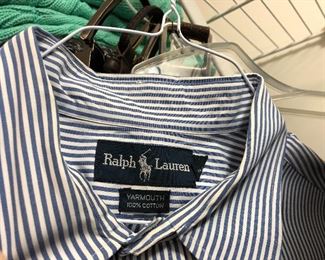 Ralph Lauren
YARMOUTH
100% COTTON